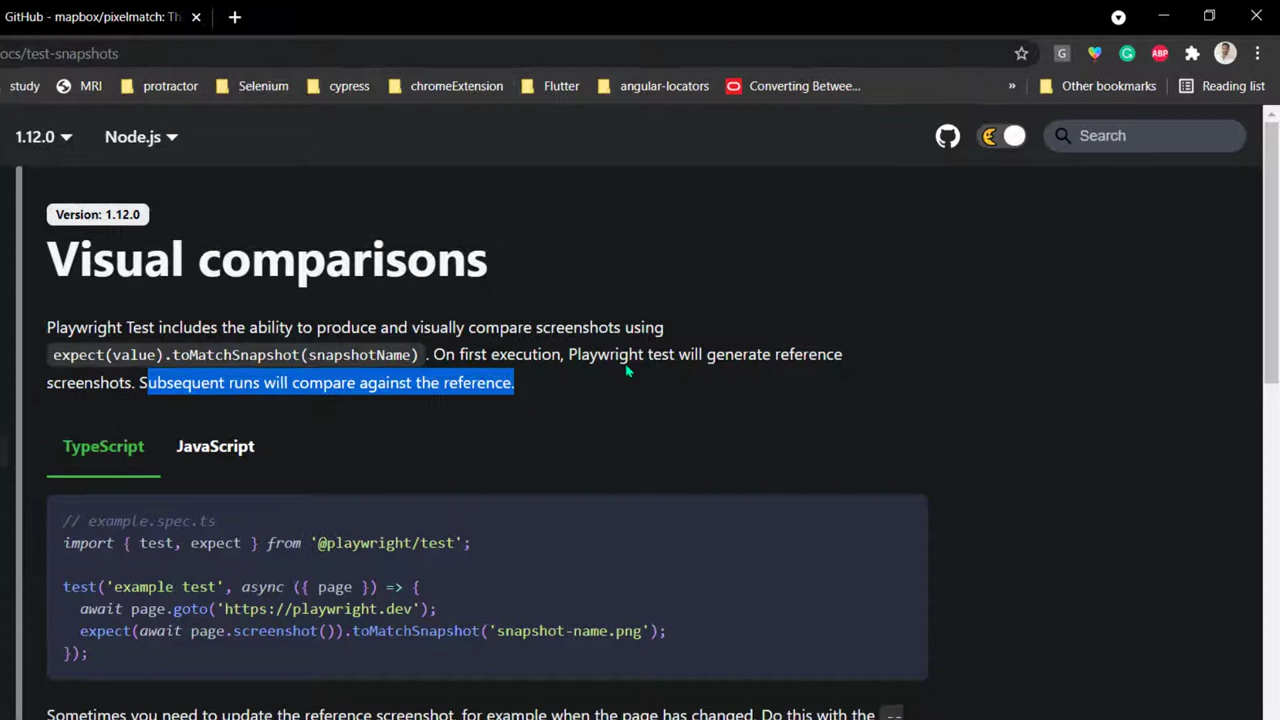 GitHub - mapbox/pixelmatch: Th
ocs/test-snapshots
G
ABP
study
MRI
protractor
Selenium
cypress
chromeExtension
Flutter
angular-locators
Converting Betwee...
»
Other bookmarks
Reading list
1.12.0
Node.js
Search
Version: 1.12.0
Visual comparisons
Playwright Test includes the ability to produce and visually compare screenshots using
expect(value).toMatchSnapshot(snapshotName) . On first execution, Playwright test will generate reference
screenshots. Subsequent runs will compare against the reference.
TypeScript
JavaScript
// example.spec.ts
import { test, expect } from '@playwright/test';
test('example test', async ({ page }) => {
await page.goto('https://playwright.dev');
expect(await page.screenshot()).toMatchSnapshot('snapshot-name.png');
});
Sometimes you need to update the reference screenshot, for example when the page has changed. Do this with the --